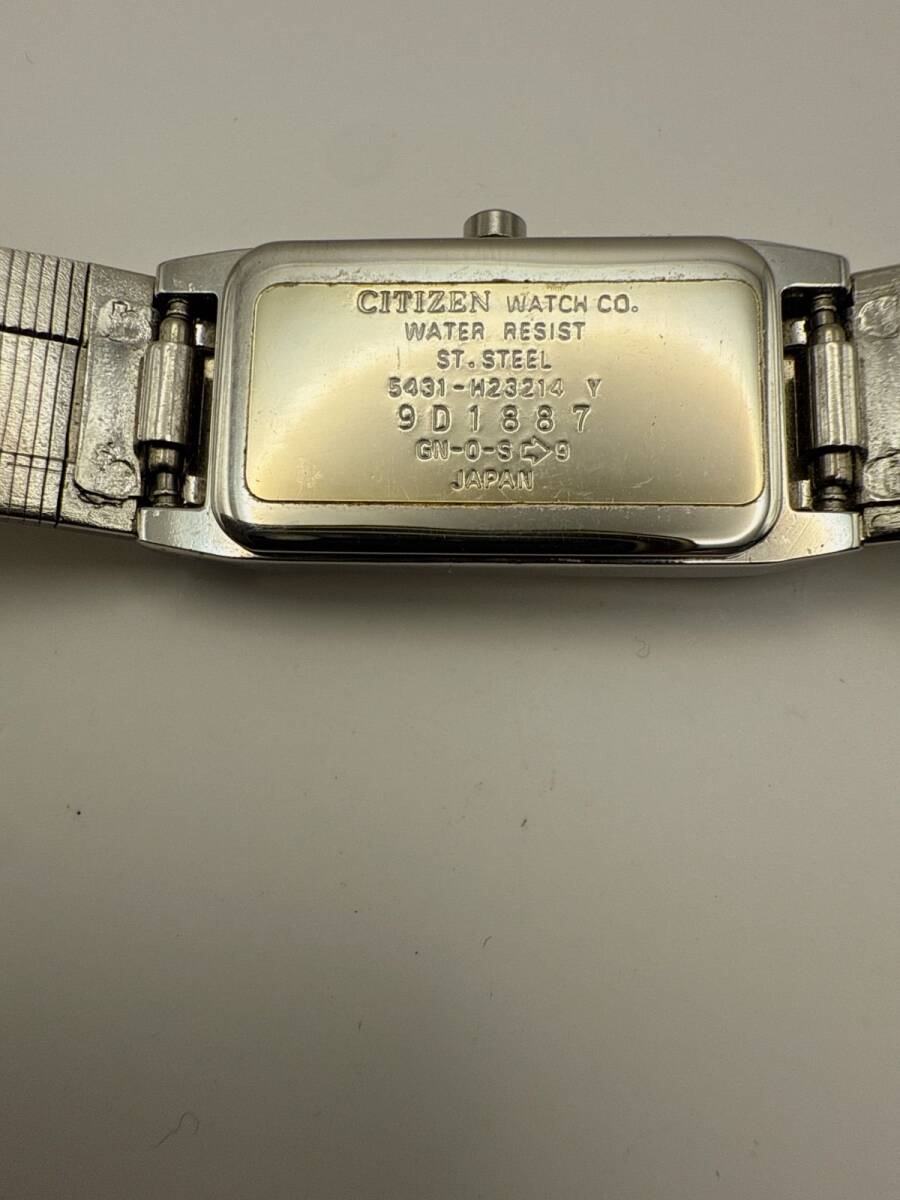 CITIZEN WATCH CO.
WATER RESIST
ST. STEEL
5431-H23214 Y
9D1887
GN-0-S➪9
JAPAN